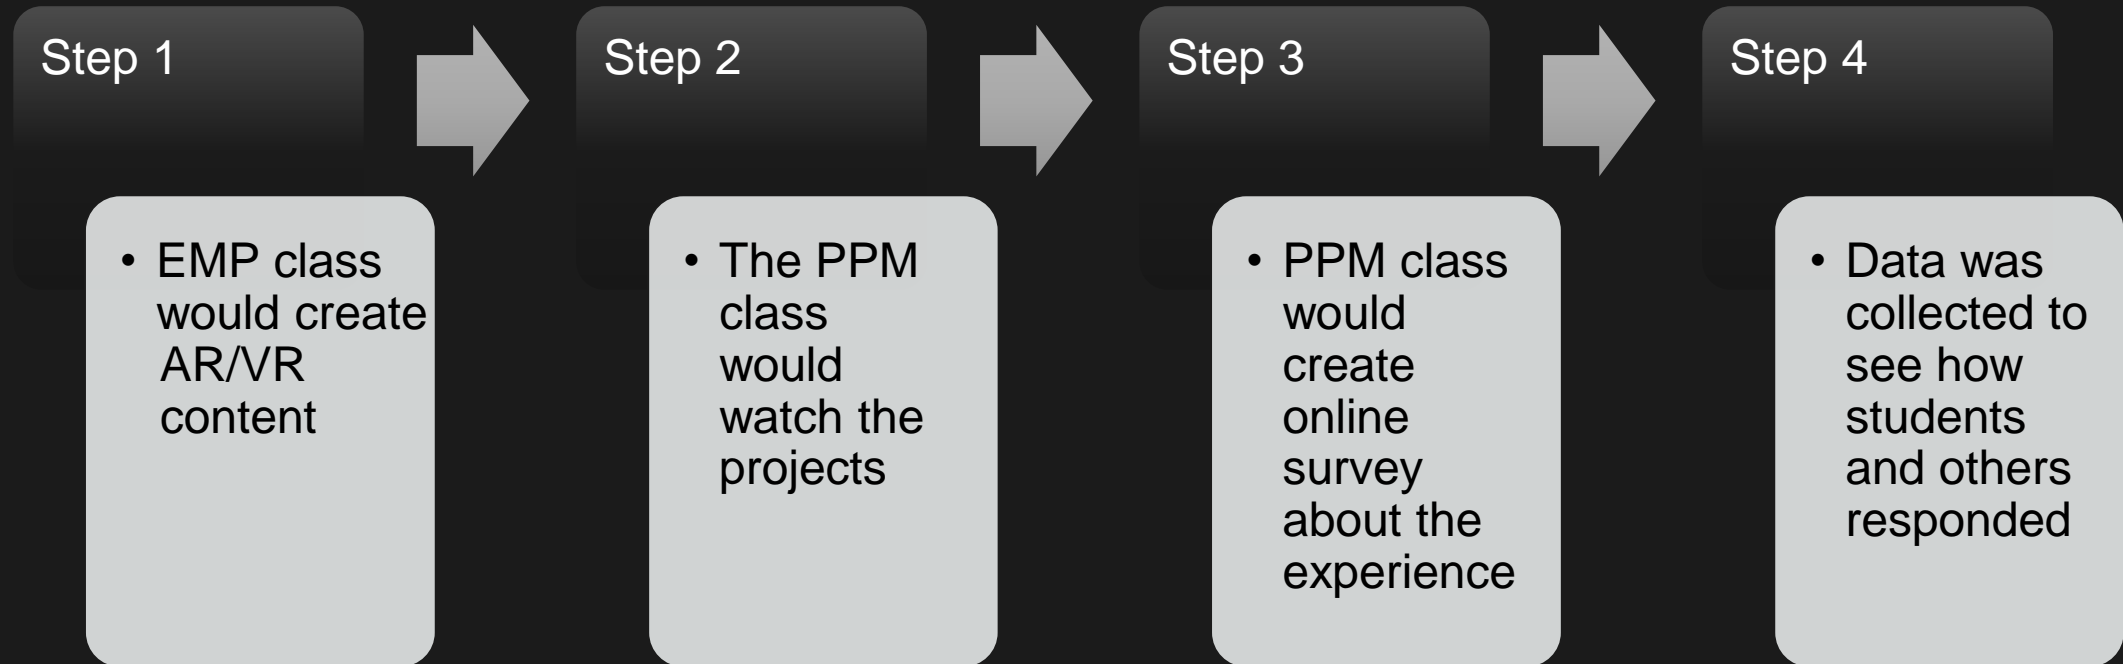 Step 1
• EMP class
would create
AR/VR
content
Step 2
• The PPM
class
would
watch the
projects
Step 3
• PPM class
would
create
online
survey
about the
experience
Step 4
• Data was
collected to
see how
students
and others
responded